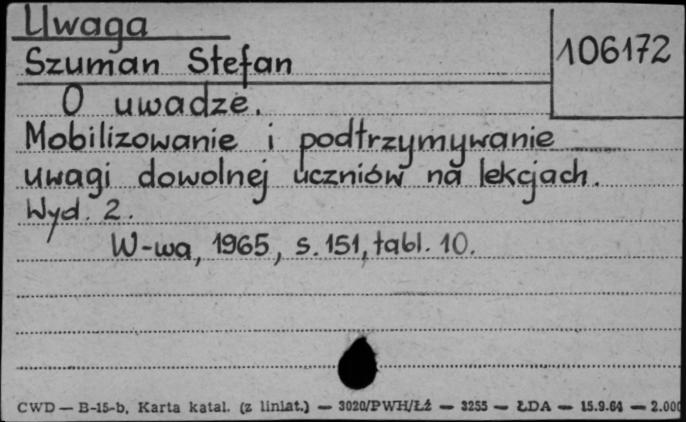 Uwaga
106172
Szuman Stefan
O uwadze.
Mobilizowanie i podtrzymywanie
uwagi dowolnej uczniów na lekcjach.
Wyd. 2.
W-wa, 1965, s. 151, tabl. 10.
CWD — B-15-b, Karta katal. (z liniat.) — 3020/PWH/Łź — 3255 — ŁDA — 15.9.64 — 2.000